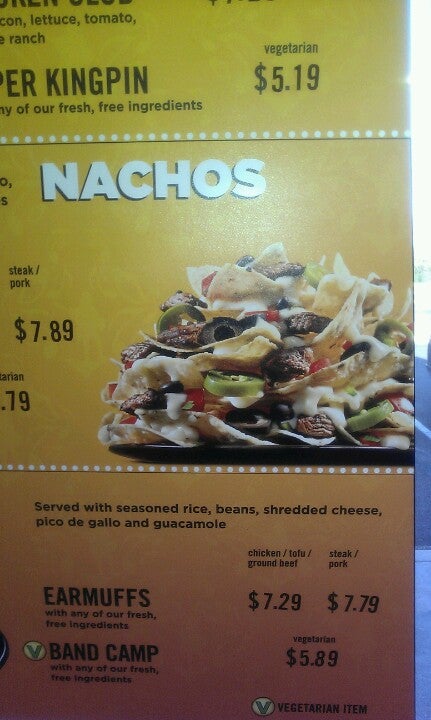 CLUB
con, lettuce, tomato,
e ranch
vegetarian
PER KINGPIN $5.19
ny of our fresh, free ingredients
o,
s
NACHOS
steak /
pork
$7.89
tarian
.79
Served with seasoned rice, beans, shredded cheese,
pico de gallo and guacamole
chicken / tofu / steak /
ground beef pork
EARMUFFS $7.29 $7.79
with any of our fresh,
free ingredients
vegetarian
V BAND CAMP $5.89
with any of our fresh,
free ingredients
V VEGETARIAN ITEM